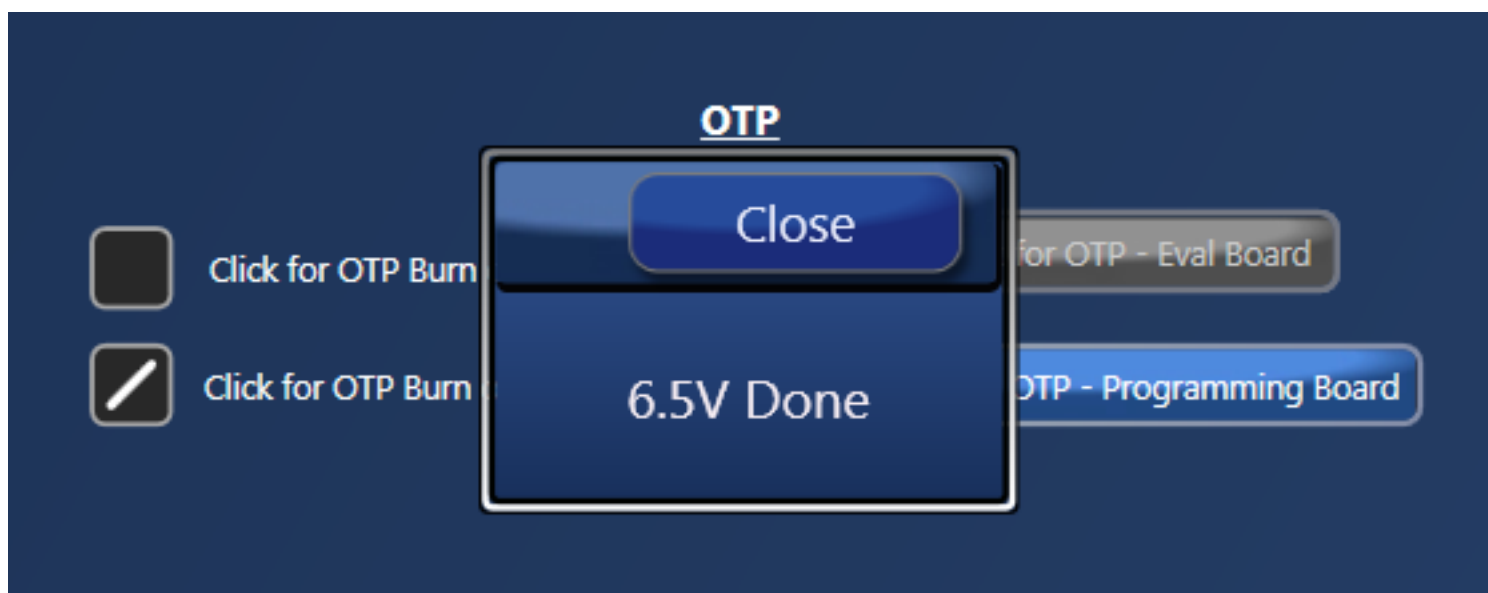 OTP
Close
Click for OTP Burn
for OTP - Eval Board
6.5V Done
Click for OTP Burn
OTP - Programming Board